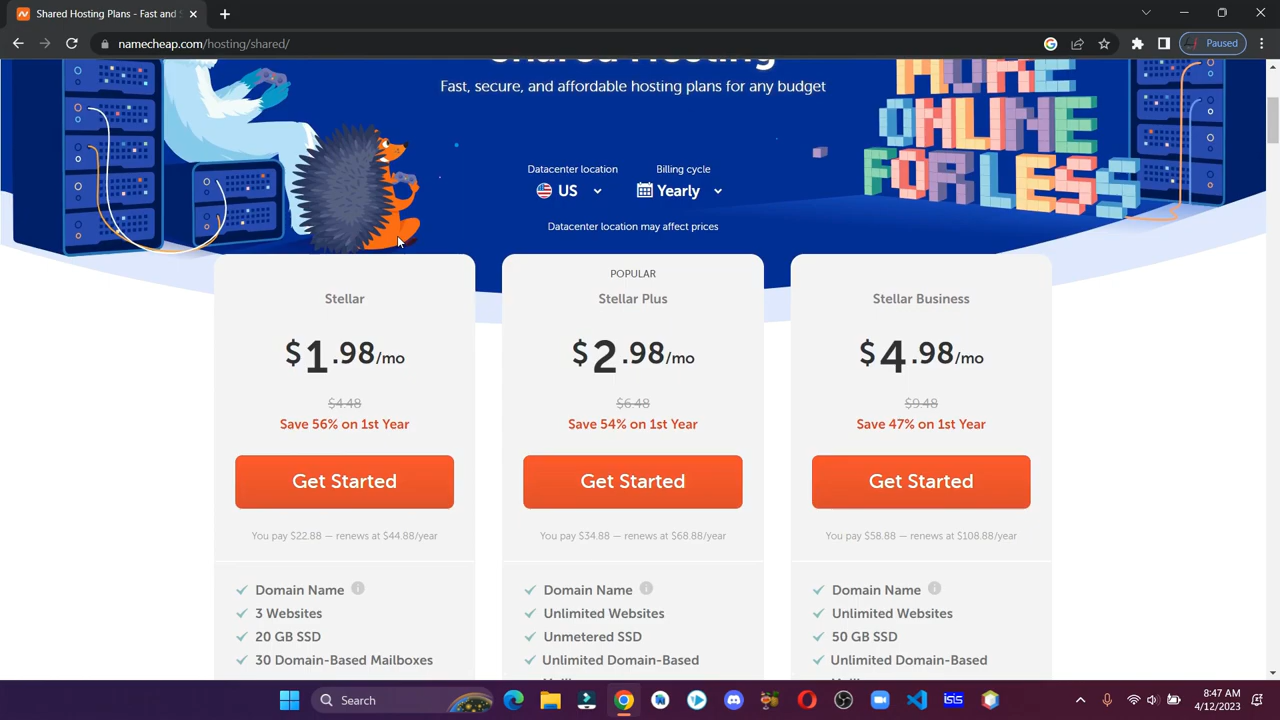 Shared Hosting Plans - Fast and S
namecheap.com/hosting/shared/
Paused
Shared Hosting
Fast, secure, and affordable hosting plans for any budget
MAKE
ONLINE
FOR LESS
Datacenter location
Billing cycle
US
Yearly
Datacenter location may affect prices
Stellar
$1.98/mo
$4.48
Save 56% on 1st Year
Get Started
You pay $22.88 — renews at $44.88/year
Domain Name
3 Websites
20 GB SSD
30 Domain-Based Mailboxes
POPULAR
Stellar Plus
$2.98/mo
$6.48
Save 54% on 1st Year
Get Started
You pay $34.88 — renews at $68.88/year
Domain Name
Unlimited Websites
Unmetered SSD
Unlimited Domain-Based
Stellar Business
$4.98/mo
$9.48
Save 47% on 1st Year
Get Started
You pay $58.88 — renews at $108.88/year
Domain Name
Unlimited Websites
50 GB SSD
Unlimited Domain-Based
Search
8:47 AM
4/12/2023